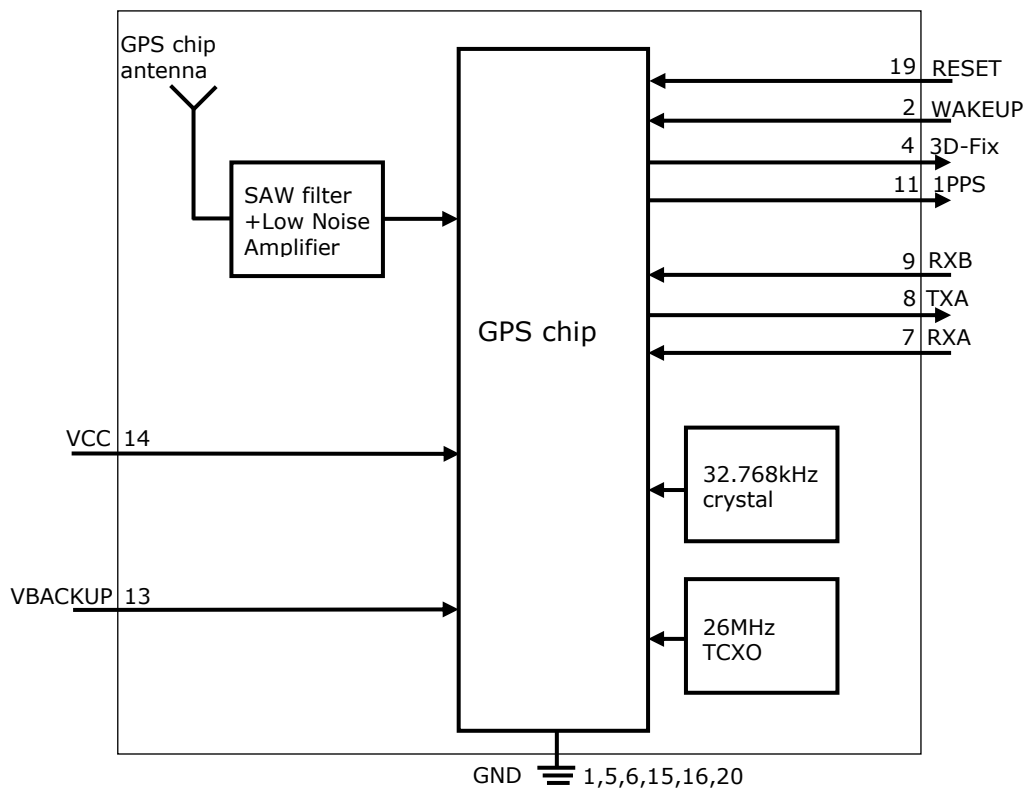 GPS chip
antenna
SAW filter
+Low Noise
Amplifier
GPS chip
19 RESET
2 WAKEUP
4 3D-Fix
11 1PPS
9 RXB
8 TXA
7 RXA
VCC 14
32.768kHz
crystal
VBACKUP 13
26MHz
TCXO
GND 1,5,6,15,16,20